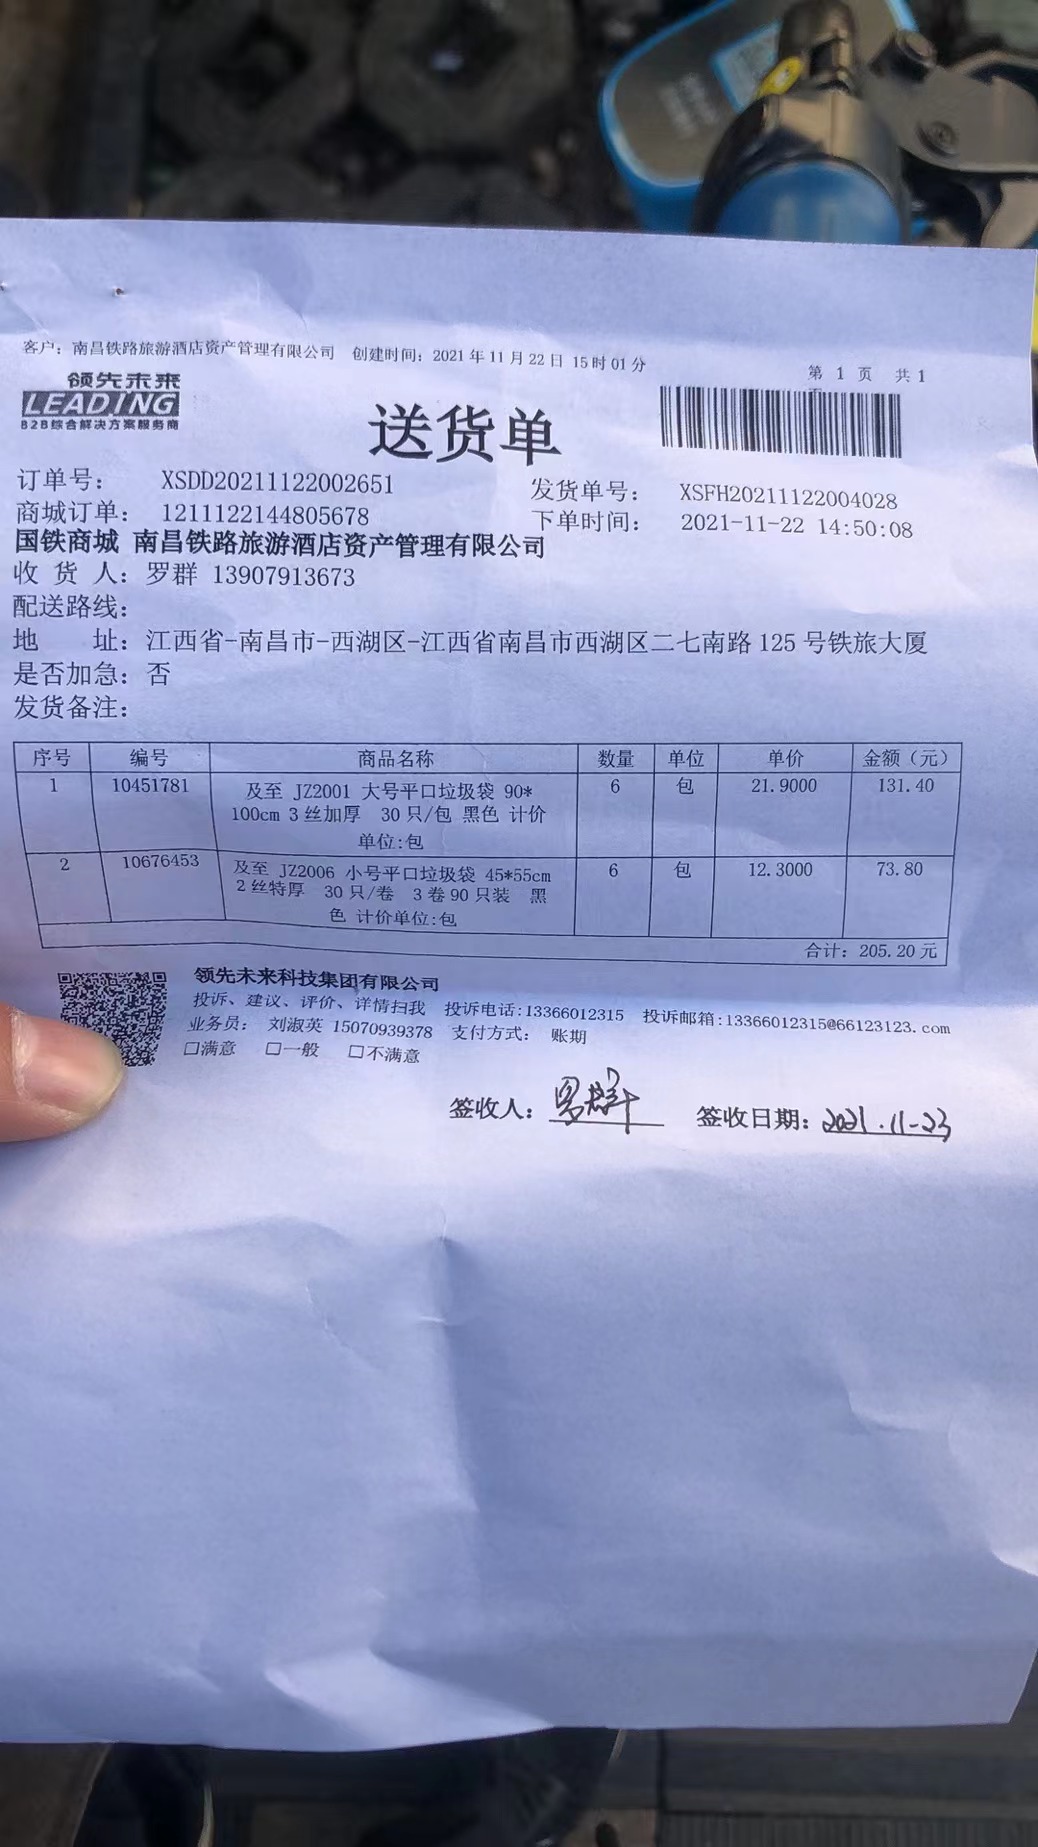 客户：南昌铁路旅游酒店资产管理有限公司 创建时间：2021年11月22日 15时01分
第 1 页 共 1
页
领先未来
LEADING
B2B综合解决方案服务商
送货单
订单号： XSDD20211122002651 发货单号： XSFH20211122004028
商城订单： 1211122144805678 下单时间： 2021-11-22 14:50:08
国铁商城 南昌铁路旅游酒店资产管理有限公司
收 货 人：罗群 13907913673
配送路线：
地 址：江西省-南昌市-西湖区-江西省南昌市西湖区二七南路 125 号铁旅大厦
是否加急：否
发货备注：
序号 编号 商品名称 数量 单位 单价 金额（元）
1 10451781 及至 JZ2001 大号平口垃圾袋 90* 6 包 21.9000 131.40
100cm 3 丝加厚 30 只/包 黑色 计价
单位:包
2 10676453 及至 JZ2006 小号平口垃圾袋 45*55cm 6 包 12.3000 73.80
2 丝特厚 30 只/卷 3 卷 90 只装 黑
色 计价单位:包
合计：205.20 元
领先未来科技集团有限公司
投诉、建议、评价、详情扫我 投诉电话:13366012315 投诉邮箱:13366012315@66123123.com
业务员： 刘淑英 15070939378 支付方式： 账期
□满意 □一般 □不满意
签收人：罗群 签收日期：2021.11-23